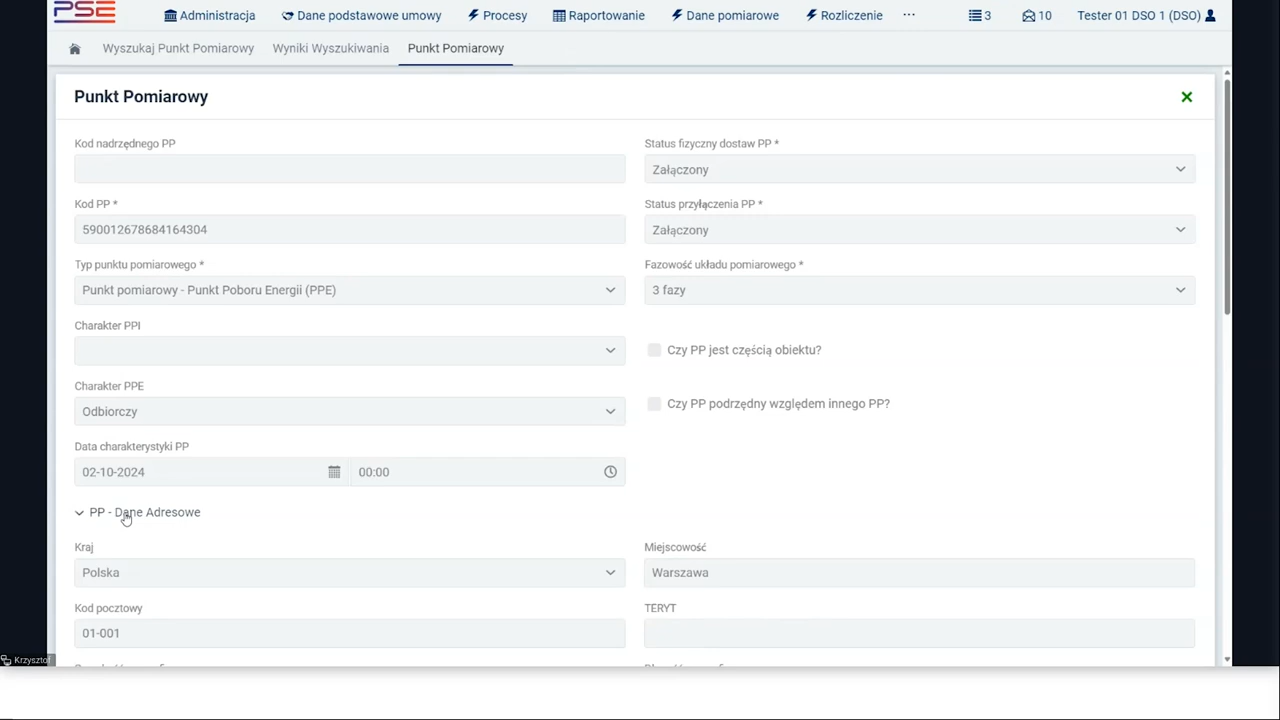 PSE
Administracja
Dane podstawowe umowy
Procesy
Raportowanie
Dane pomiarowe
Rozliczenie
...
3
10
Tester 01 DSO 1 (DSO)
Wyszukaj Punkt Pomiarowy
Wyniki Wyszukiwania
Punkt Pomiarowy
Punkt Pomiarowy
Kod nadrzędnego PP
Status fizyczny dostaw PP *
Załączony
Kod PP *
Status przyłączenia PP *
590012678684164304
Załączony
Typ punktu pomiarowego *
Fazowość układu pomiarowego *
Punkt pomiarowy - Punkt Poboru Energii (PPE)
3 fazy
Charakter PPI
Czy PP jest częścią obiektu?
Charakter PPE
Odbiorczy
Czy PP podrzędny względem innego PP?
Data charakterystyki PP
02-10-2024
00:00
PP - Dane Adresowe
Kraj
Miejscowość
Polska
Warszawa
Kod pocztowy
TERYT
01-001
Krzysztof